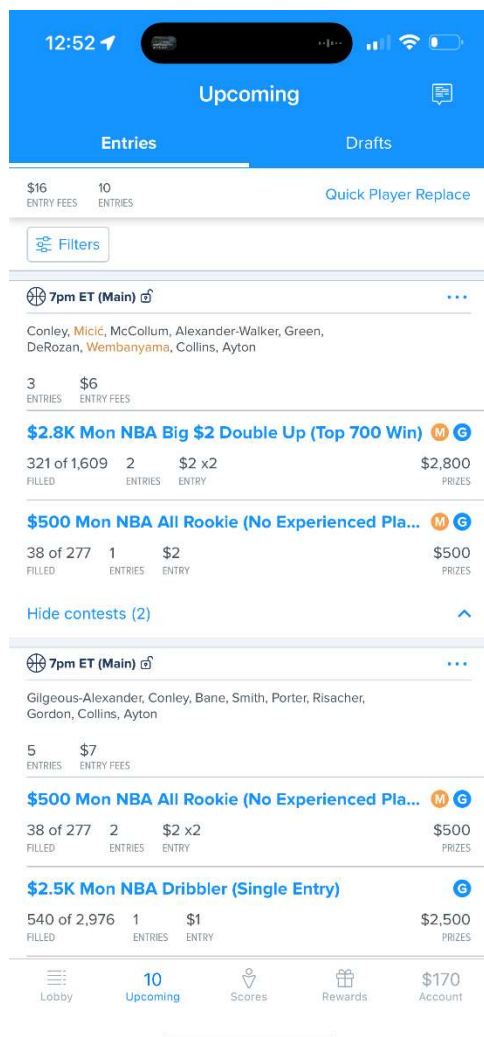 12:52
Upcoming
Entries Drafts
$16 10 Quick Player Replace
ENTRY FEES ENTRIES
Filters
7pm ET (Main)
Conley, Micić, McCollum, Alexander-Walker, Green,
DeRozan, Wembanyama, Collins, Ayton
3 $6
ENTRIES ENTRY FEES
$2.8K Mon NBA Big $2 Double Up (Top 700 Win) M G
321 of 1,609 2 $2 x2 $2,800
FILLED ENTRIES ENTRY PRIZES
$500 Mon NBA All Rookie (No Experienced Pla... M G
38 of 277 1 $2 $500
FILLED ENTRIES ENTRY PRIZES
Hide contests (2)
7pm ET (Main)
Gilgeous-Alexander, Conley, Bane, Smith, Porter, Risacher,
Gordon, Collins, Ayton
5 $7
ENTRIES ENTRY FEES
$500 Mon NBA All Rookie (No Experienced Pla... M G
38 of 277 2 $2 x2 $500
FILLED ENTRIES ENTRY PRIZES
$2.5K Mon NBA Dribbler (Single Entry) G
540 of 2,976 1 $1 $2,500
FILLED ENTRIES ENTRY PRIZES
10 $170
Lobby Upcoming Scores Rewards Account